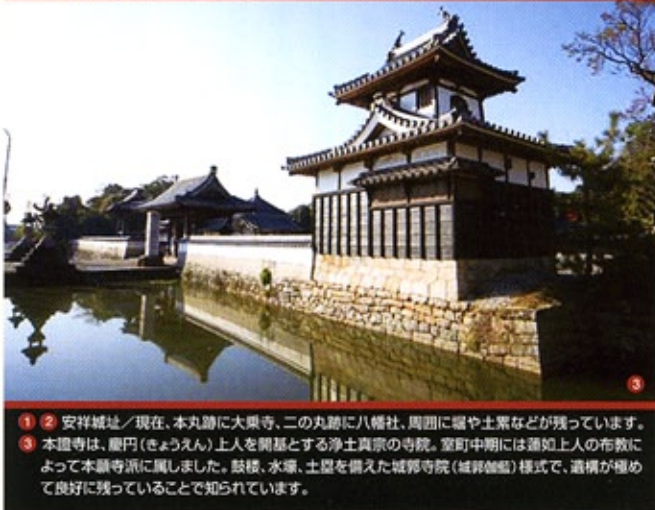 3
1 2 安祥城址／現在、本丸跡に大乗寺、二の丸跡に八幡社、周囲に堀や土累などが残っています。
3 本證寺は、慶円（きょうえん）上人を開基とする浄土真宗の寺院。室町中期には蓮如上人の布教に
よって本願寺派に属しました。鼓楼、水壕、土塁を備えた城郭寺院（城郭伽藍）様式で、遺構が極め
て良好に残っていることで知られています。